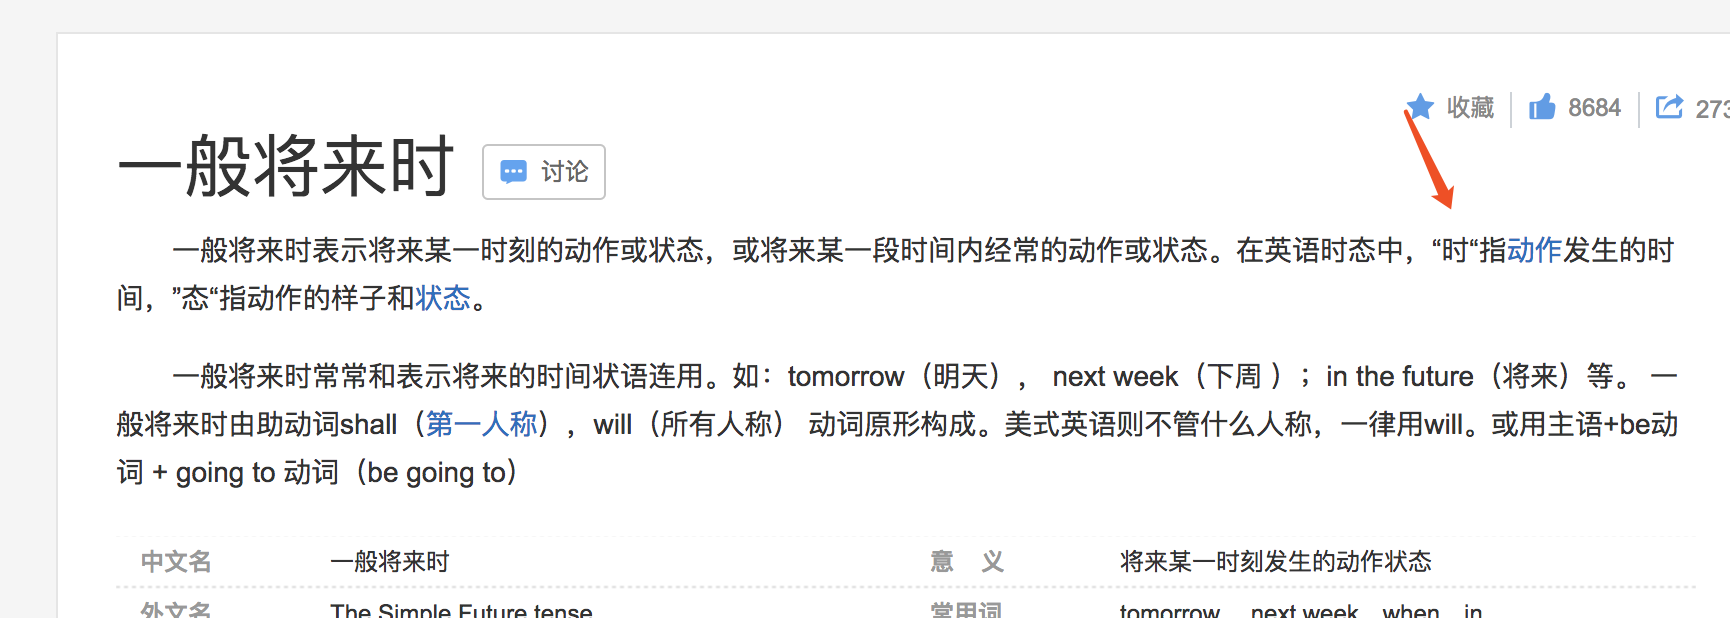 收藏 8684 273
一般将来时 讨论
一般将来时表示将来某一时刻的动作或状态，或将来某一段时间内经常的动作或状态。在英语时态中，“时“指动作发生的时
间，”态“指动作的样子和状态。
一般将来时常常和表示将来的时间状语连用。如：tomorrow（明天）， next week（下周 ）；in the future（将来）等。 一
般将来时由助动词shall（第一人称），will（所有人称） 动词原形构成。美式英语则不管什么人称，一律用will。或用主语+be动
词 + going to 动词（be going to）
中文名 一般将来时 意 义 将来某一时刻发生的动作状态
外文名 The Simple Future tense 常用词 tomorrow， next week，when，in